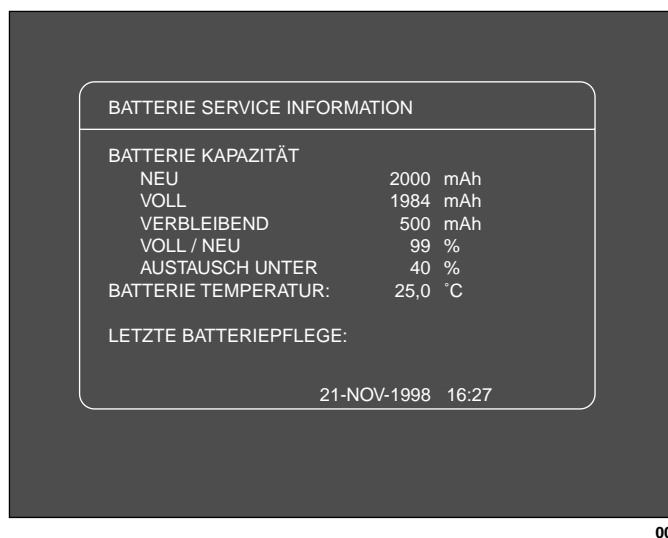 BATTERIE SERVICE INFORMATION
BATTERIE KAPAZITÄT
NEU 2000 mAh
VOLL 1984 mAh
VERBLEIBEND 500 mAh
VOLL / NEU 99 %
AUSTAUSCH UNTER 40 %
BATTERIE TEMPERATUR: 25,0 ˚C
LETZTE BATTERIEPFLEGE:
21-NOV-1998 16:27